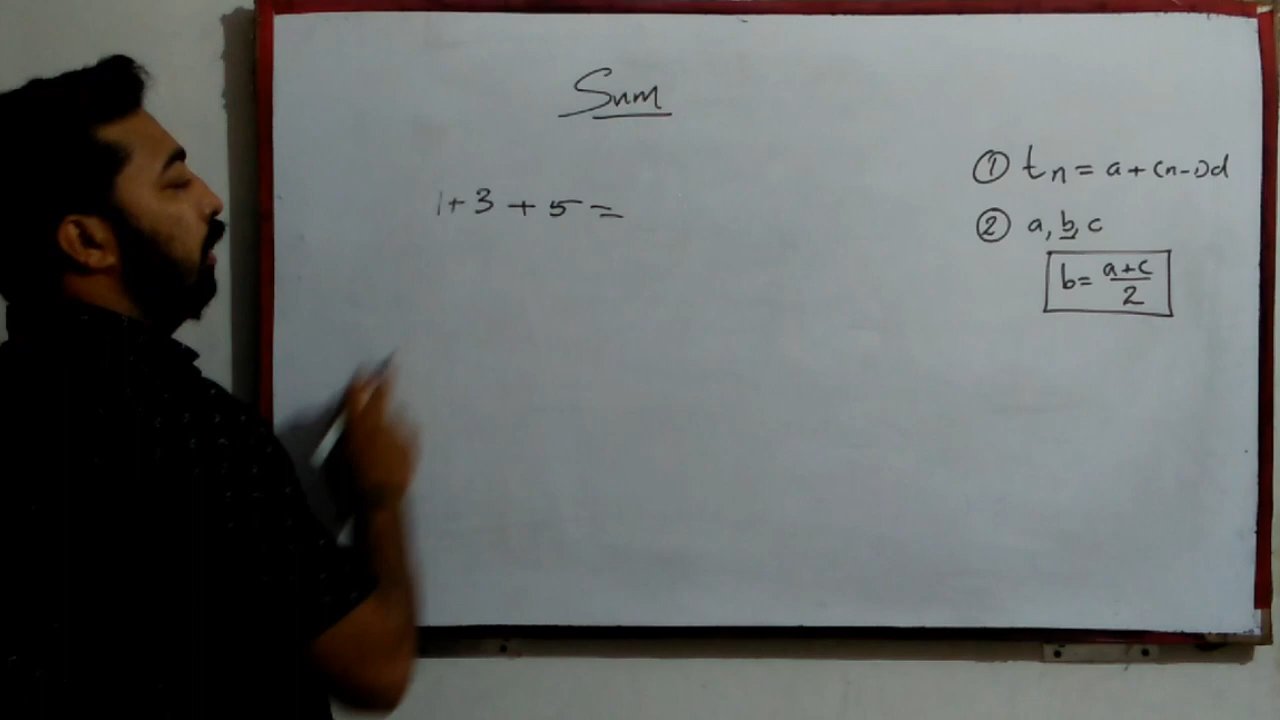 Sum
1+3+5=
① tn = a+(n-1)d
② a, b, c
b= a+c/2